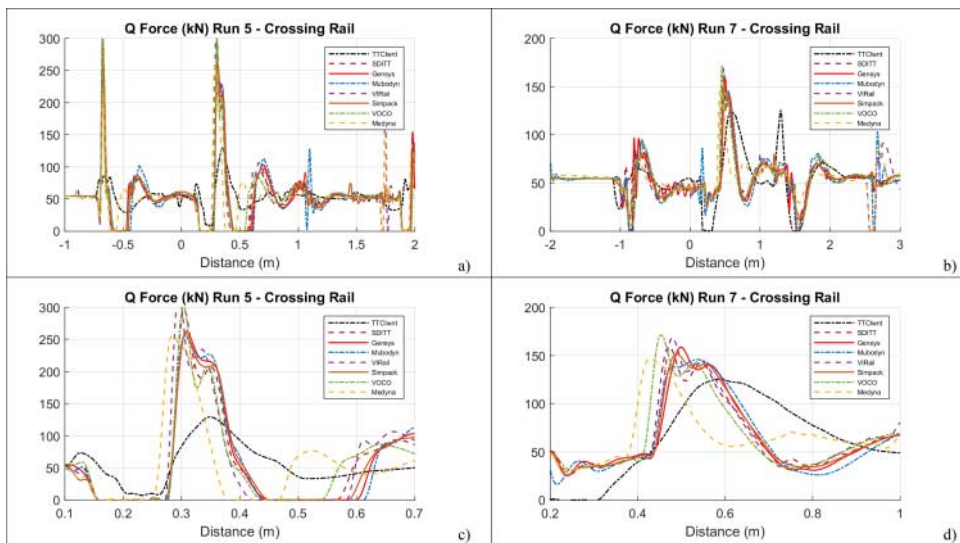 Q Force (kN) Run 5 - Crossing Rail
300
250
200
150
100
50
0
-1
-0.5
0
0.5
1
1.5
2
Distance (m)
TTCIwnt
SDITT
Gensys
Mubodyn
VIRail
Simpack
VOCO
Medyna
a)
Q Force (kN) Run 7 - Crossing Rail
200
150
100
50
0
-2
-1
0
1
2
3
Distance (m)
TTCIwnt
SDITT
Gensys
Mubodyn
VIRail
Simpack
VOCO
Medyna
b)
Q Force (kN) Run 5 - Crossing Rail
300
250
200
150
100
50
0
0.1
0.2
0.3
0.4
0.5
0.6
0.7
Distance (m)
TTCIwnt
SDITT
Gensys
Mubodyn
VIRail
Simpack
VOCO
Medyna
c)
Q Force (kN) Run 7 - Crossing Rail
200
150
100
50
0
0.2
0.4
0.6
0.8
1
Distance (m)
TTCIwnt
SDITT
Gensys
Mubodyn
VIRail
Simpack
VOCO
Medyna
d)